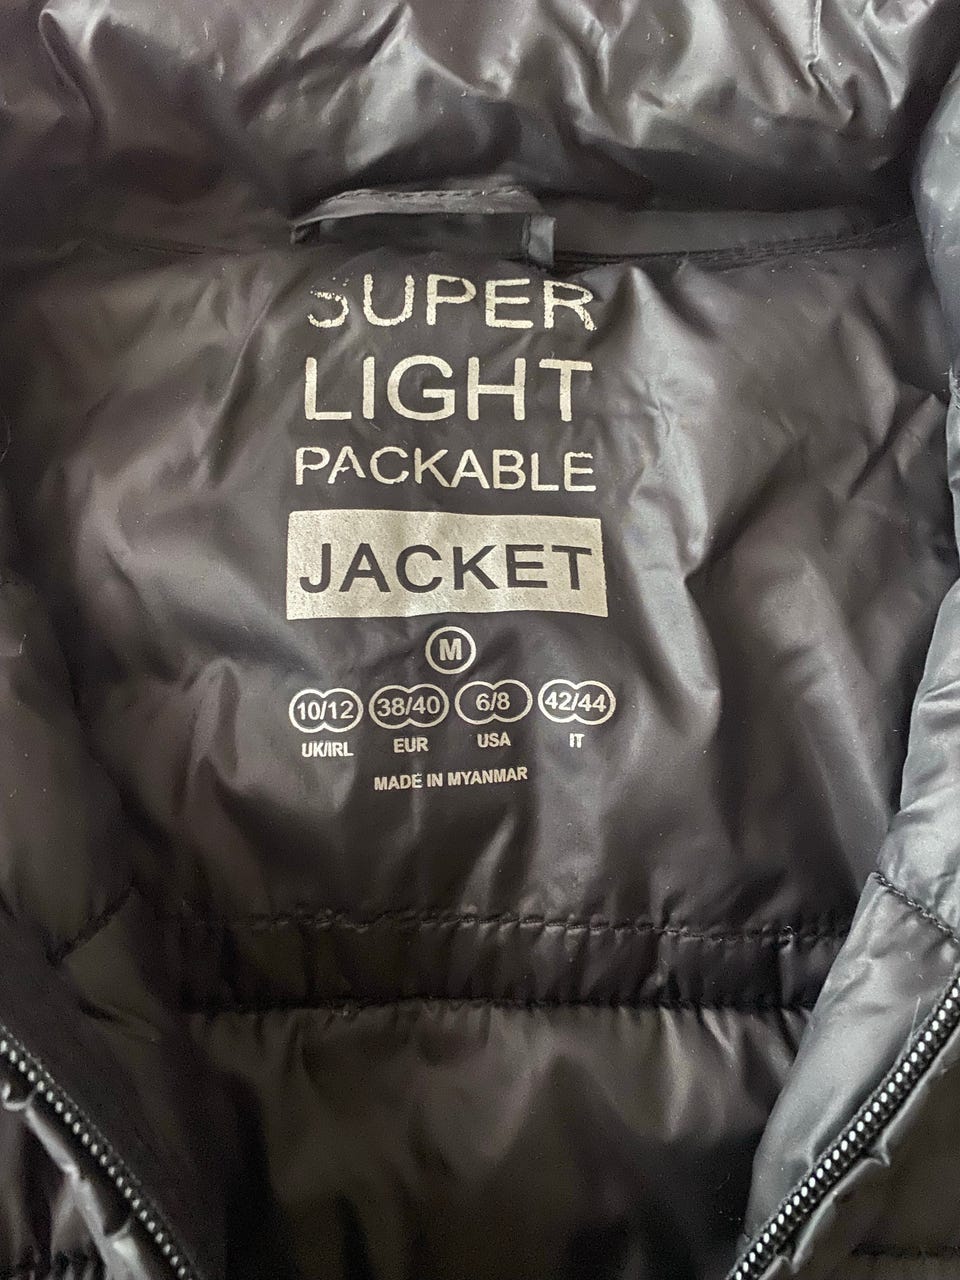 SUPER
LIGHT
PACKABLE
JACKET
M
10/12 38/40 6/8 42/44
UK/IRL EUR USA IT
MADE IN MYANMAR